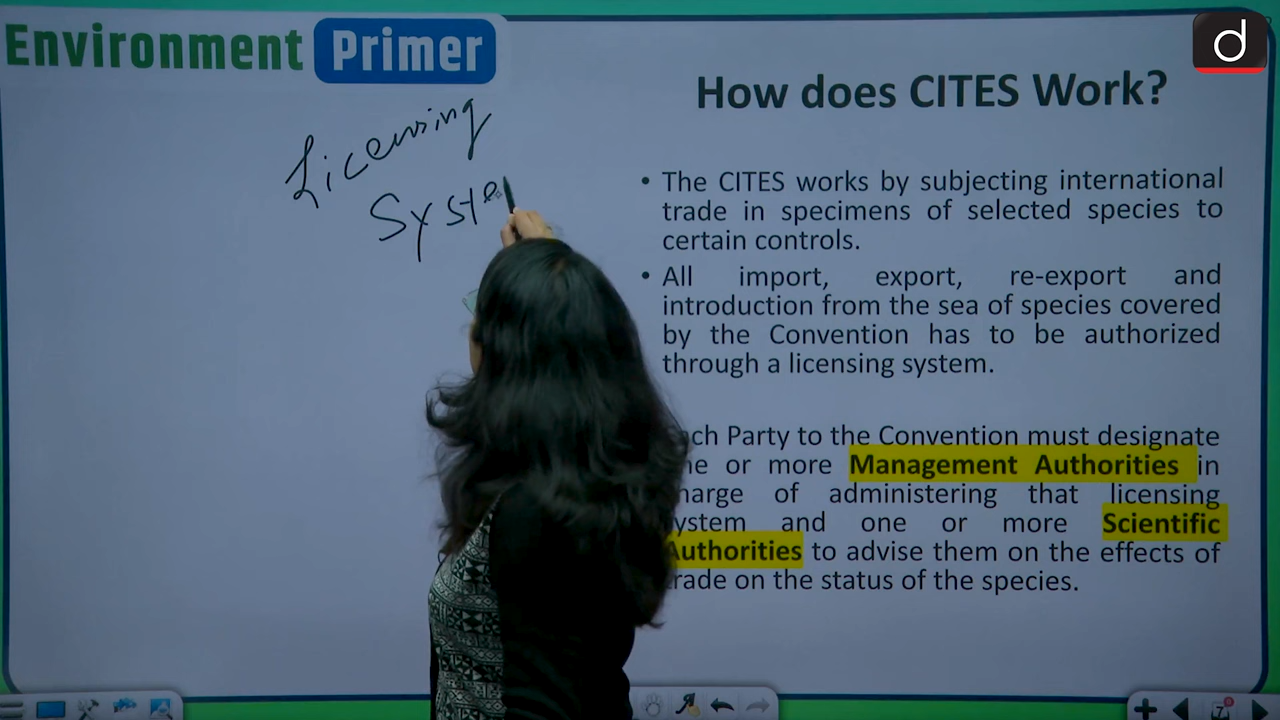 Environment Primer
d
How does CITES Work?
Licensing
Syste
• The CITES works by subjecting international
trade in specimens of selected species to
certain controls.
• All import, export, re-export and
introduction from the sea of species covered
by the Convention has to be authorized
through a licensing system.
Party to the Convention must designate
or more Management Authorities in
of administering that licensing
and one or more Scientific
Authorities to advise them on the effects of
on the status of the species.